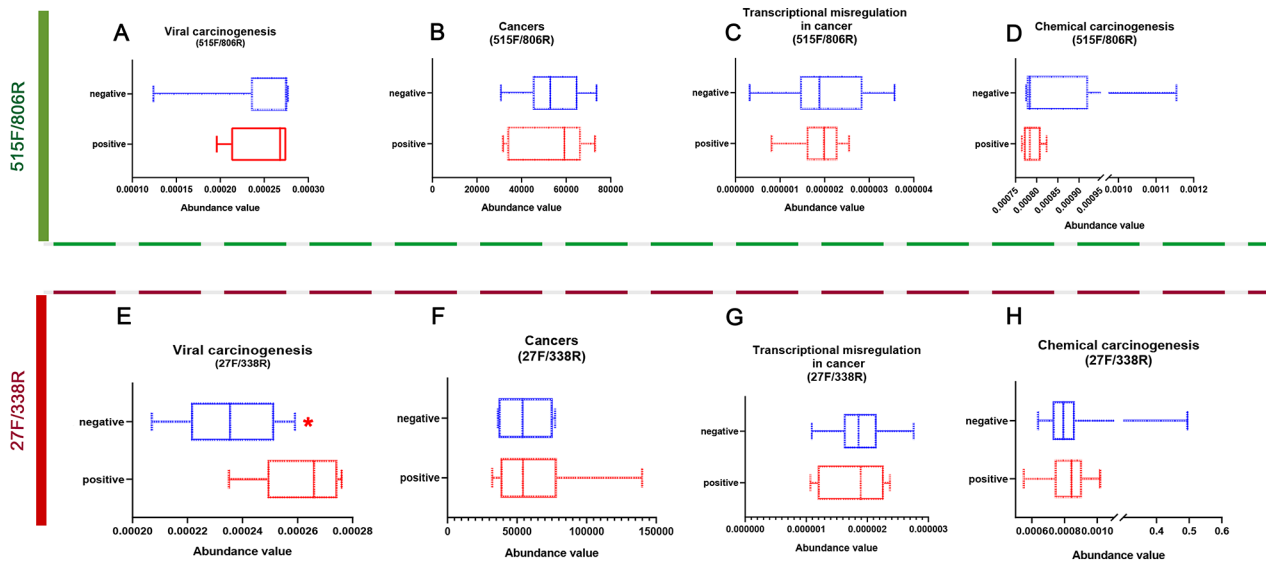 515F/806R
A
Viral carcinogenesis
(515F/806R)
negative
positive
0.00010 0.00015 0.00020 0.00025 0.00030
Abundance value
B
Cancers
(515F/806R)
negative
positive
0 20000 40000 60000 80000
Abundance value
C
Transcriptional misregulation
in cancer
(515F/806R)
negative
positive
0.000000 0.000001 0.000002 0.000003 0.000004
Abundance value
D
Chemical carcinogenesis
(515F/806R)
negative
positive
0.00075 0.00080 0.00085 0.00090 0.00095 0.0010 0.0011 0.0012
Abundance value
27F/338R
E
Viral carcinogenesis
(27F/338R)
negative
*
positive
0.00020 0.00022 0.00024 0.00026 0.00028
Abundance value
F
Cancers
(27F/338R)
negative
positive
0 50000 100000 150000
Abundance value
G
Transcriptional misregulation
in cancer
(27F/338R)
negative
positive
0.000000 0.000001 0.000002 0.000003
Abundance value
H
Chemical carcinogenesis
(27F/338R)
negative
positive
0.0006 0.0008 0.0010 0.4 0.5 0.6
Abundance value